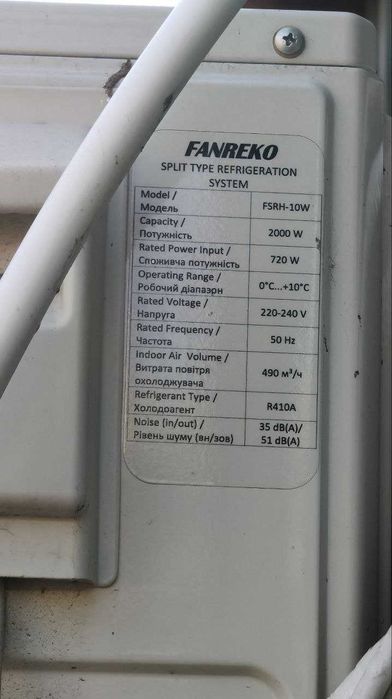 FANREKO
SPLIT TYPE REFRIGERATION
SYSTEM
Model /
Модель
FSRH-10W
Capacity /
Потужність
2000 W
Rated Power Input /
Споживча потужність
720 W
Operating Range /
Робочий діапаэрн
0°C...+10°C
Rated Voltage /
Напруга
220-240 V
Rated Frequency /
Частота
50 Hz
Indoor Air Volume /
Витрата повітря
охолоджувача
490 м³/ч
Refrigerant Type /
Холодоагент
R410A
Noise (in/out) /
Рівень шуму (вн/зов)
35 dB(A)/
51 dB(A)